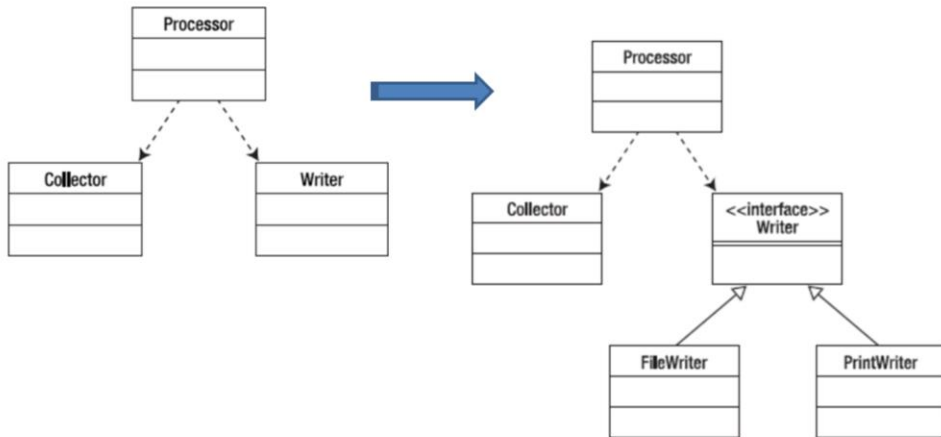 Processor
Collector
Writer
Processor
Collector
<<interface>>
Writer
FileWriter
PrintWriter